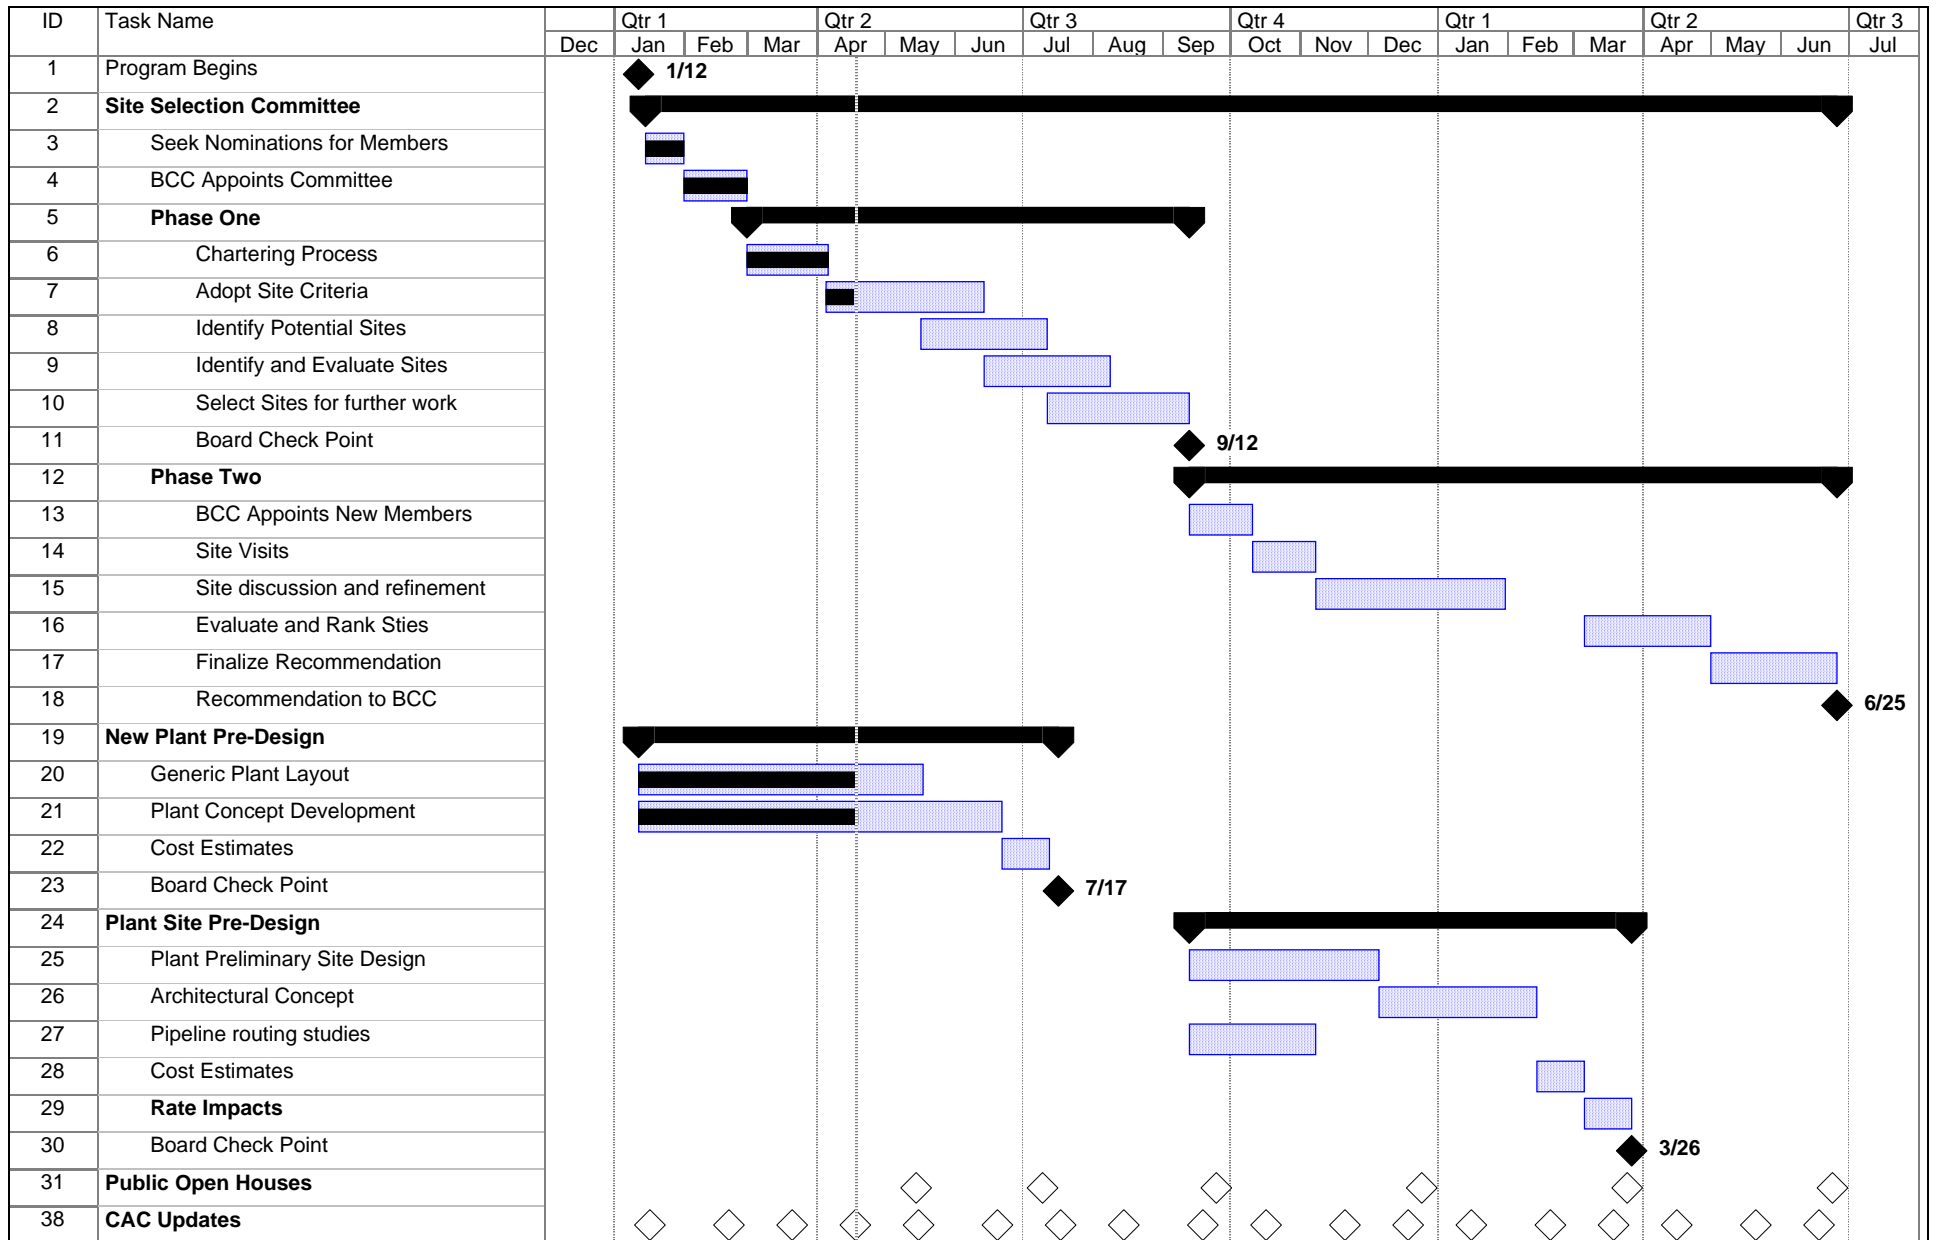 ID Task Name Qtr 1 Qtr 2 Qtr 3 Qtr 4 Qtr 1 Qtr 2 Qtr 3
Dec Jan Feb Mar Apr May Jun Jul Aug Sep Oct Nov Dec Jan Feb Mar Apr May Jun Jul
1 Program Begins 1/12
2 Site Selection Committee
3 Seek Nominations for Members
4 BCC Appoints Committee
5 Phase One
6 Chartering Process
7 Adopt Site Criteria
8 Identify Potential Sites
9 Identify and Evaluate Sites
10 Select Sites for further work
11 Board Check Point 9/12
12 Phase Two
13 BCC Appoints New Members
14 Site Visits
15 Site discussion and refinement
16 Evaluate and Rank Sties
17 Finalize Recommendation
18 Recommendation to BCC 6/25
19 New Plant Pre-Design
20 Generic Plant Layout
21 Plant Concept Development
22 Cost Estimates
23 Board Check Point 7/17
24 Plant Site Pre-Design
25 Plant Preliminary Site Design
26 Architectural Concept
27 Pipeline routing studies
28 Cost Estimates
29 Rate Impacts
30 Board Check Point 3/26
31 Public Open Houses
38 CAC Updates